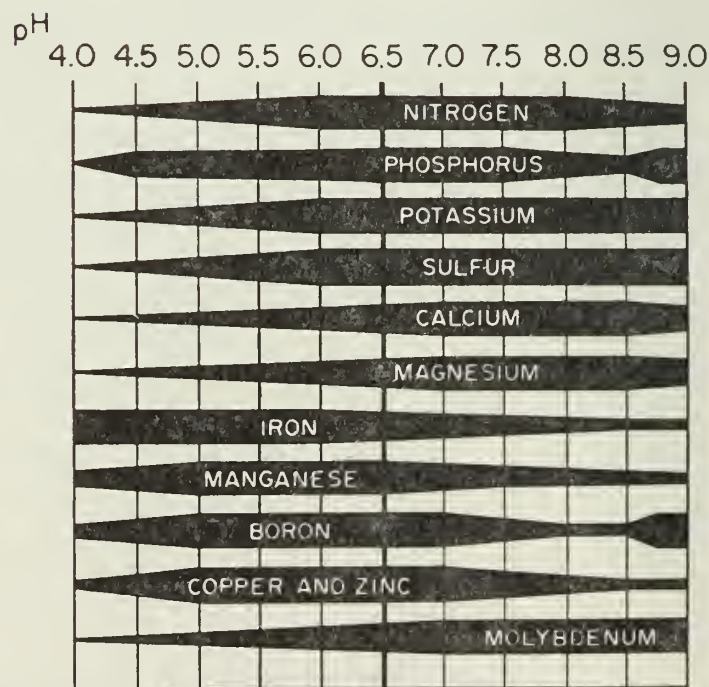 pH
4.0 4.5 5.0 5.5 6.0 6.5 7.0 7.5 8.0 8.5 9.0
NITROGEN
PHOSPHORUS
POTASSIUM
SULFUR
CALCIUM
MAGNESIUM
IRON
MANGANESE
BORON
COPPER AND ZINC
MOLYBDENUM